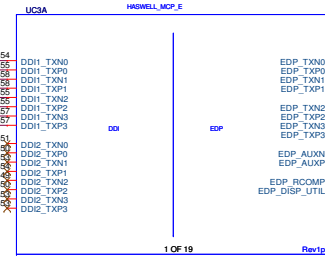 UC3A
HASWELL_MCP_E
54 DDI1_TXN0 EDP_TXN0
55 DDI1_TXP0 EDP_TXP0
58 DDI1_TXN1 EDP_TXN1
58 DDI1_TXP1 EDP_TXP1
55 DDI1_TXN2
55 DDI1_TXP2 EDP_TXN2
57 DDI1_TXN3 EDP_TXP2
57 DDI1_TXP3 EDP_TXN3
EDP_TXP3
DDI EDP
51 DDI2_TXN0
DDI2_TXP0 EDP_AUXN
DDI2_TXN1 EDP_AUXP
DDI2_TXP1
DDI2_TXN2 EDP_RCOMP
DDI2_TXP2 EDP_DISP_UTIL
DDI2_TXN3
DDI2_TXP3
1 OF 19 Rev1p